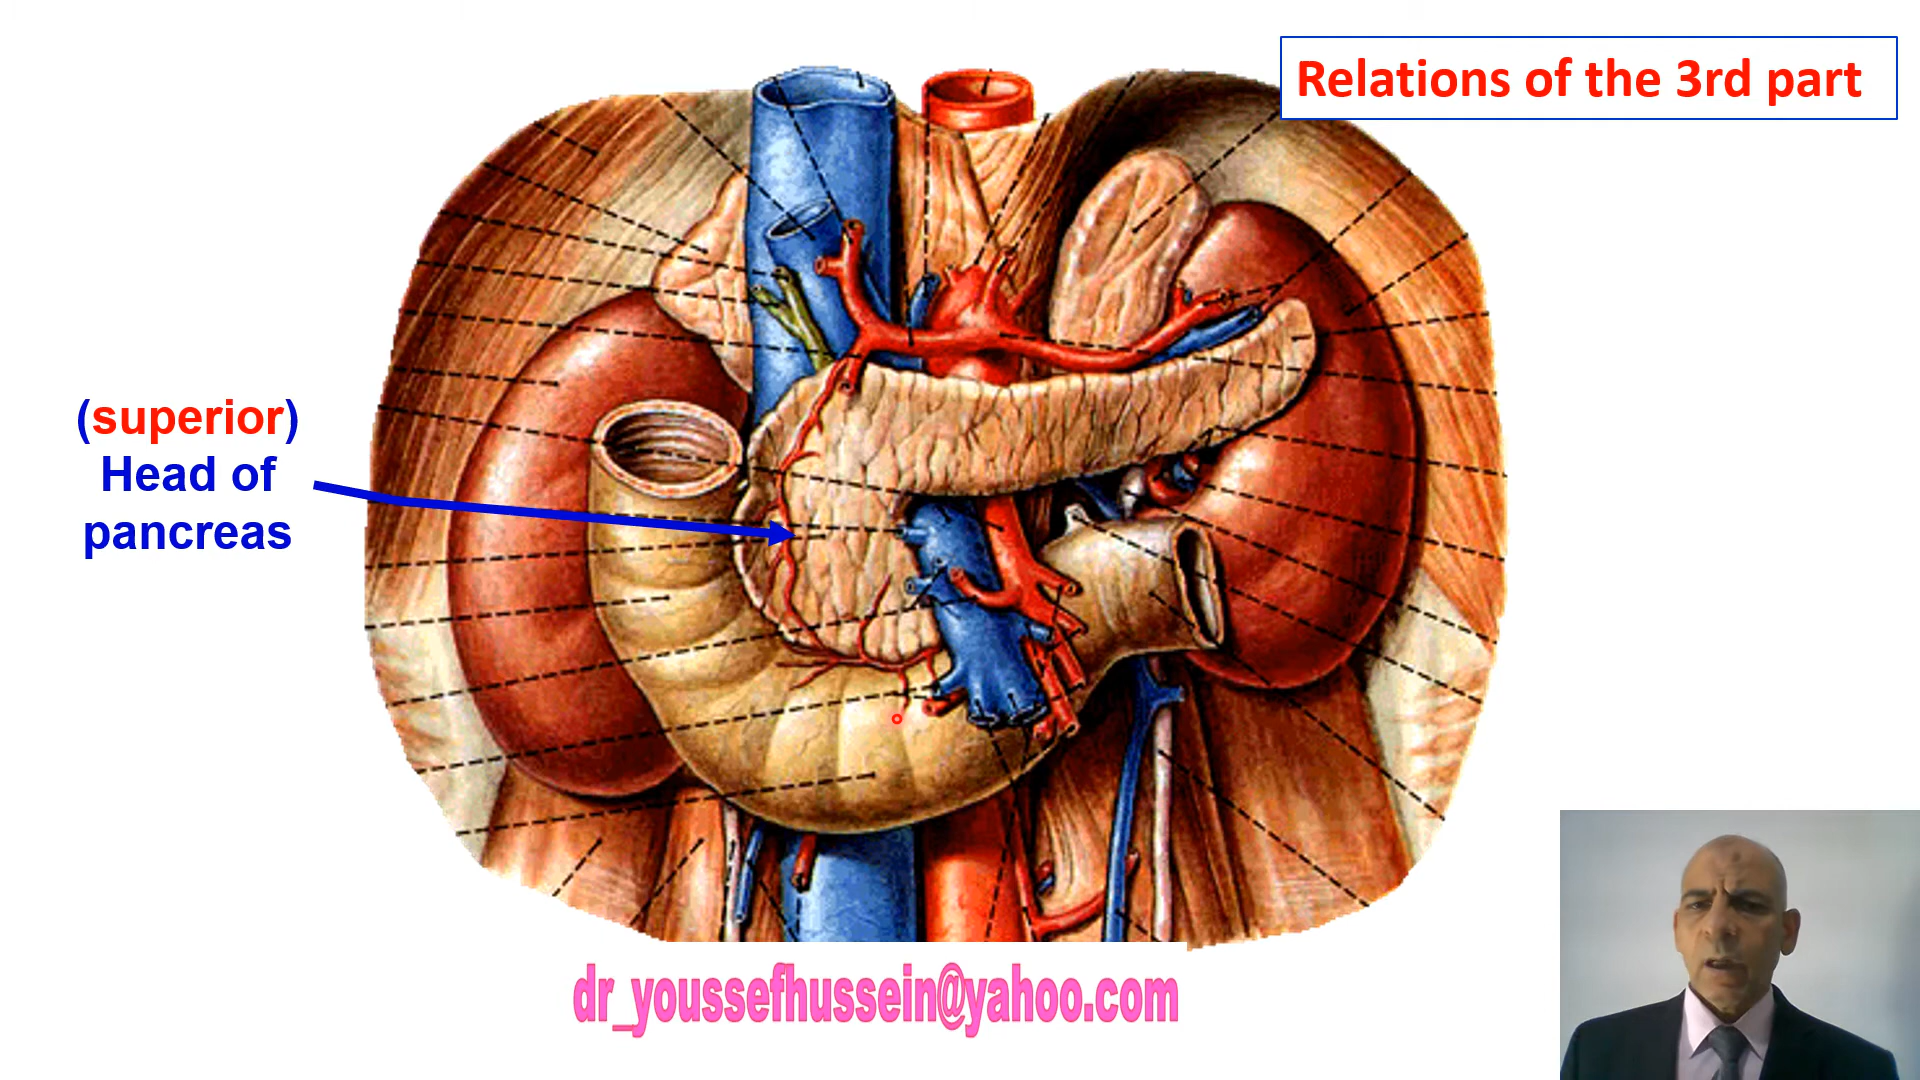 Relations of the 3rd part
(superior)
Head of
pancreas
dr_youssefhussein@yahoo.com